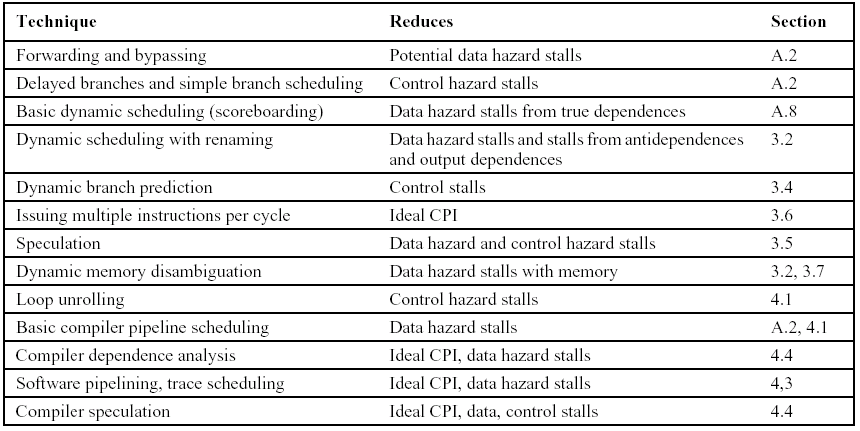 Technique Reduces Section
Forwarding and bypassing Potential data hazard stalls A.2
Delayed branches and simple branch scheduling Control hazard stalls A.2
Basic dynamic scheduling (scoreboarding) Data hazard stalls from true dependences A.8
Dynamic scheduling with renaming Data hazard stalls and stalls from antidependences 3.2
and output dependences
Dynamic branch prediction Control stalls 3.4
Issuing multiple instructions per cycle Ideal CPI 3.6
Speculation Data hazard and control hazard stalls 3.5
Dynamic memory disambiguation Data hazard stalls with memory 3.2, 3.7
Loop unrolling Control hazard stalls 4.1
Basic compiler pipeline scheduling Data hazard stalls A.2, 4.1
Compiler dependence analysis Ideal CPI, data hazard stalls 4.4
Software pipelining, trace scheduling Ideal CPI, data hazard stalls 4,3
Compiler speculation Ideal CPI, data, control stalls 4.4